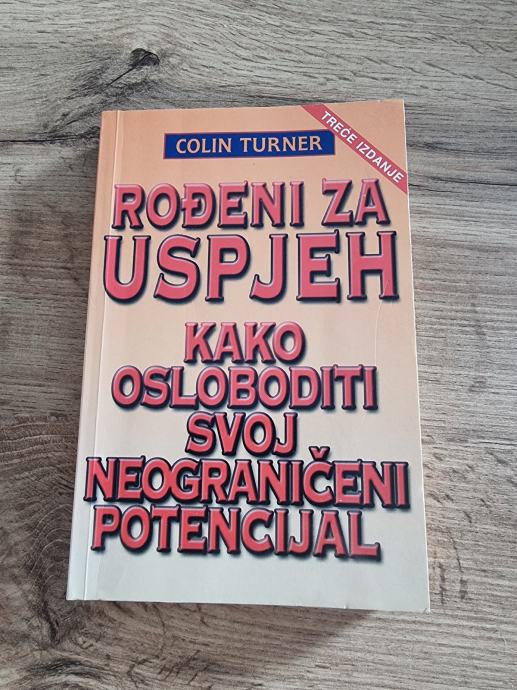 COLIN TURNER
TREĆE IZDANJE
ROĐENI ZA
USPJEH
KAKO
OSLOBODITI
SVOJ
NEOGRANIČENI
POTENCIJAL